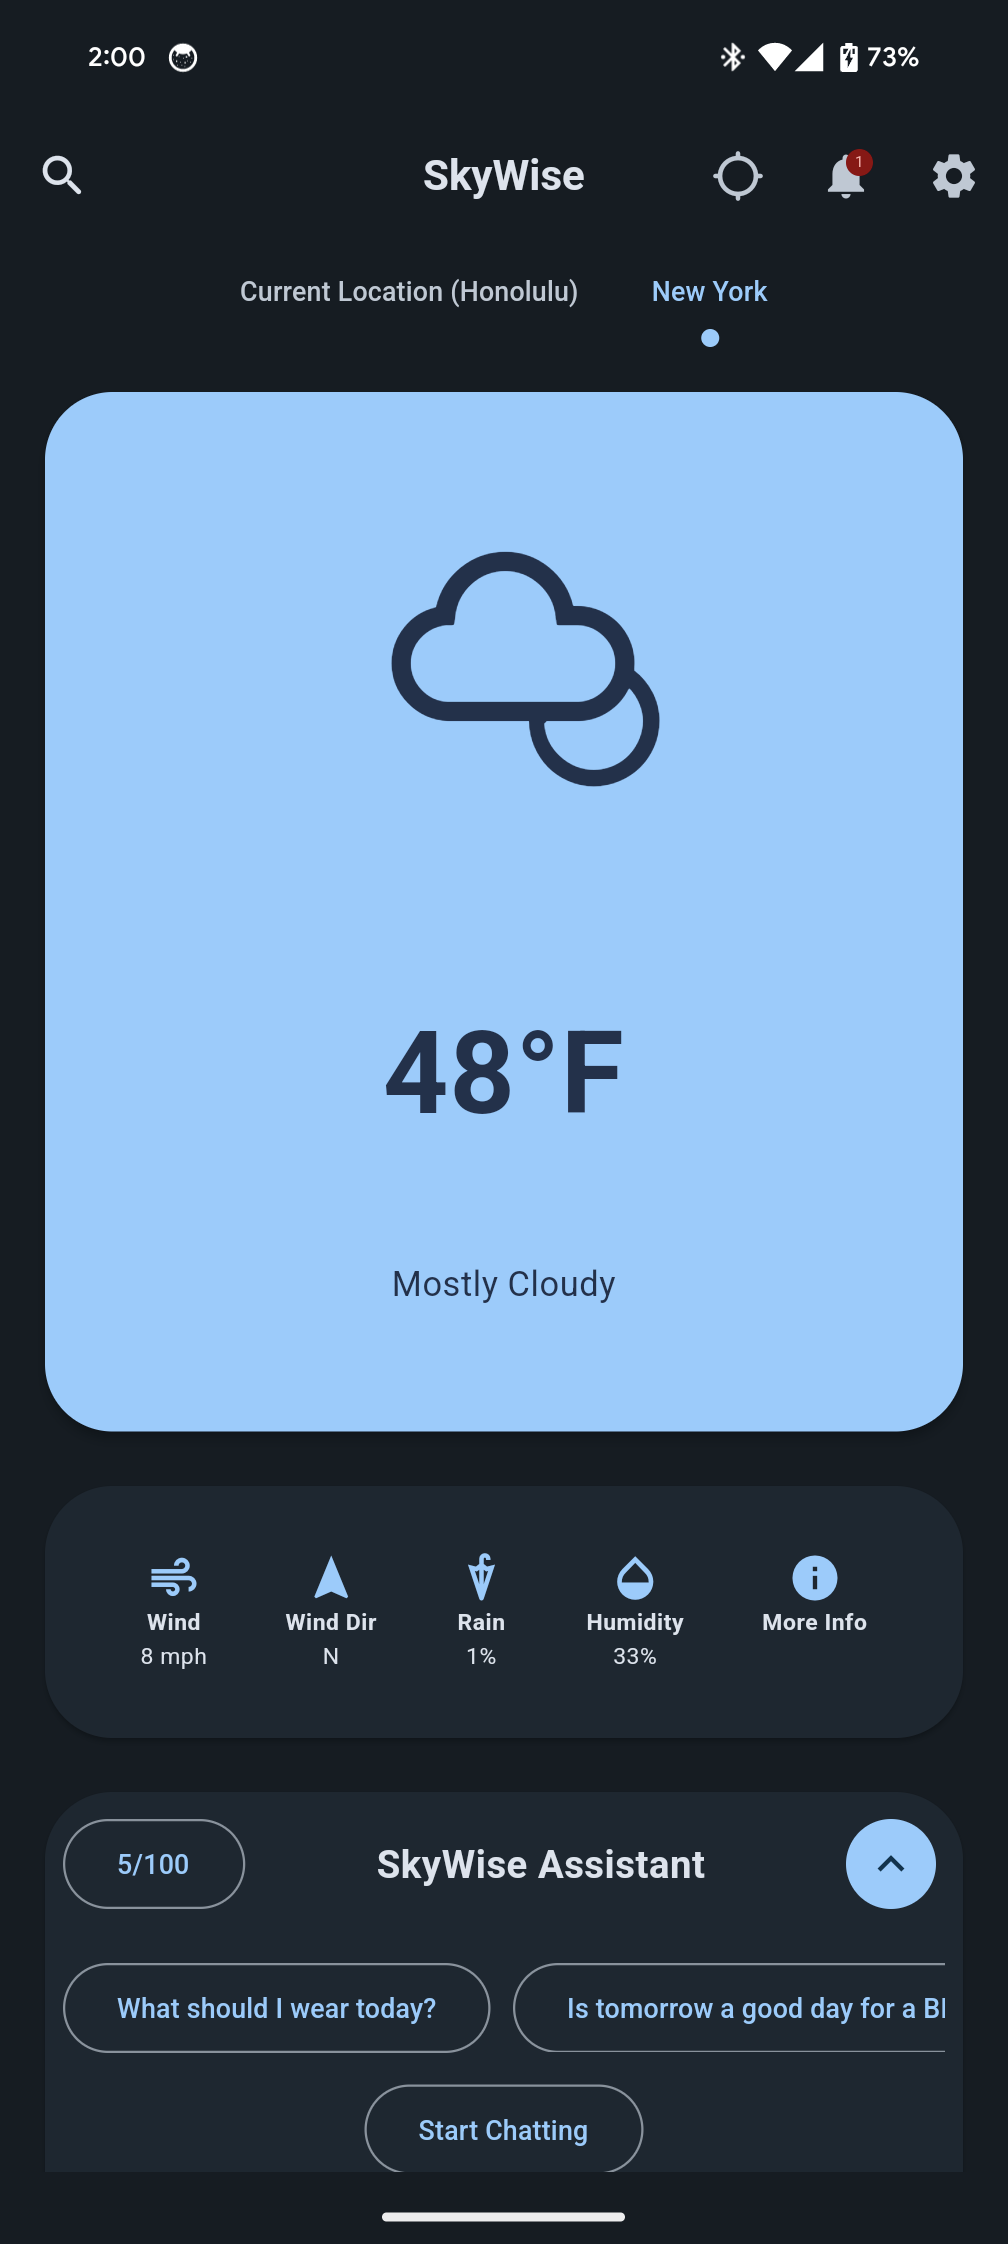 2:00
73%
SkyWise
1
Current Location (Honolulu)
New York
48°F
Mostly Cloudy
Wind
8 mph
Wind Dir
N
Rain
1%
Humidity
33%
More Info
5/100
SkyWise Assistant
What should I wear today?
Is tomorrow a good day for a
Start Chatting